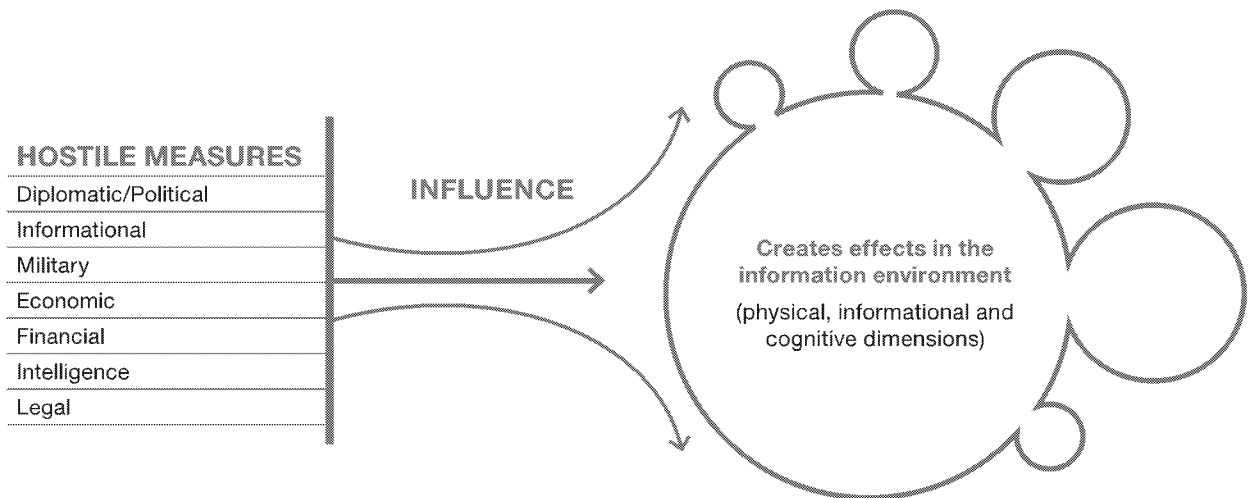 HOSTILE MEASURES
Diplomatic/Political
Informational
Military
Economic
Financial
Intelligence
Legal
INFLUENCE
Creates effects in the
information environment
(physical, informational and
cognitive dimensions)